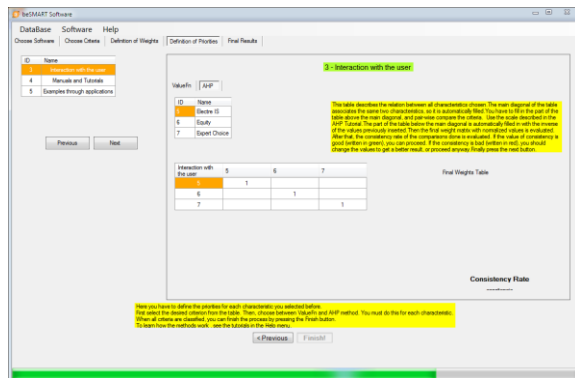 beSMART Software
DataBase Software Help
Choose Software Choose Criteria Definition of Weights Definition of Priorities Final Results
ID Name
3 Interaction with the user
4 Manuals and Tutorials
5 Examples through applications
Previous Next
3 - Interaction with the user
ValueFn AHP
ID Name
5 Electre IS
6 Equity
7 Expert Choice
This table describes the relation between all characteristics chosen.The main diagonal of the table
associates the same two characteristics, so it is automatically filled.You have to fill in the part of the
table above the main diagonal, and pair-wise compare the criteria. Use the scale described in the
AHP Tutorial.The part of the table below the main diagonal is automatically filled in with the inverse
of the values previously inserted.Then the final weight matrix with normalized values is evaluated.
After that, the consistency rate of the comparisons done is evaluated. If the value of consistency is
good (written in green), you can proceed. If the consistency is bad (written in red), you should
change the values to get a better result, or proceed anyway.Finally press the next button.
Interaction with
the user 5 6 7
5 1
6 1
7 1
Final Weights Table
Consistency Rate
Here you have to define the priorities for each characteristic you selected before.
First select the desired criterion from the table. Then, choose between ValueFn and AHP method. You must do this for each characteristic.
When all criteria are classified, you can finish the process by pressing the Finish button.
To learn how the methods work , see the tutorials in the Help menu.
<Previous Finish!